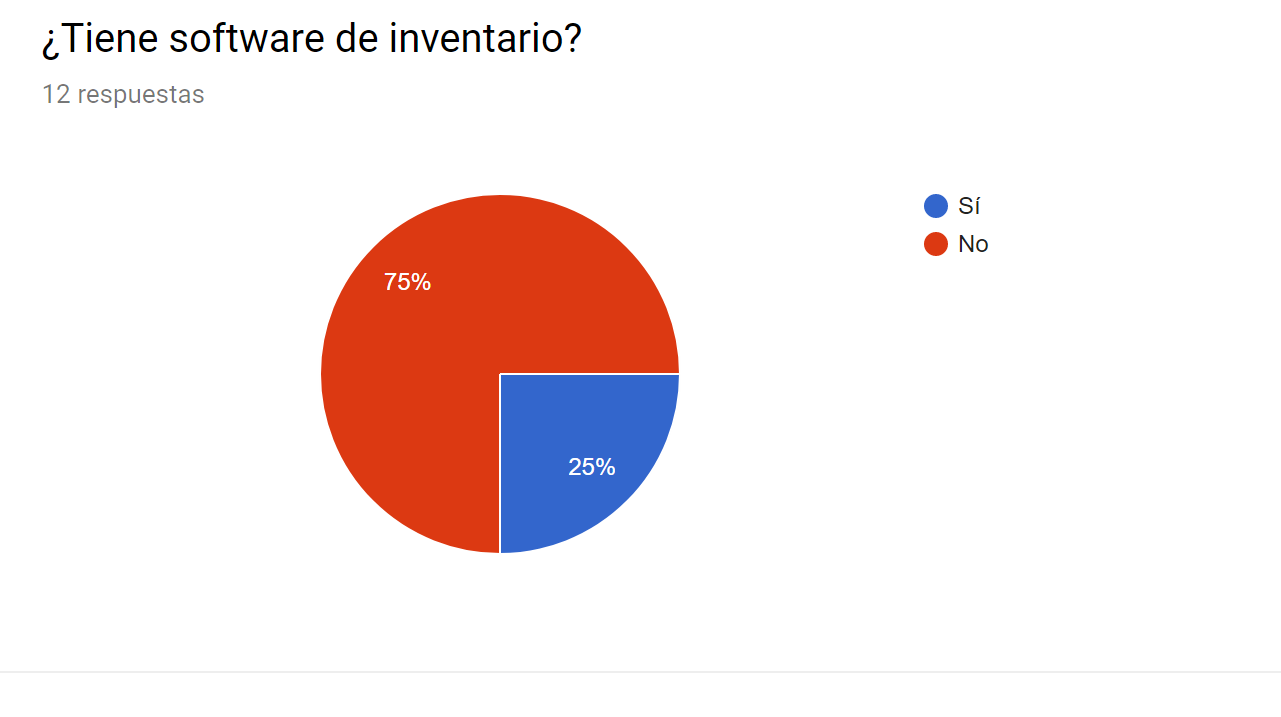 ¿Tiene software de inventario?
12 respuestas
Sí
No
75%
25%